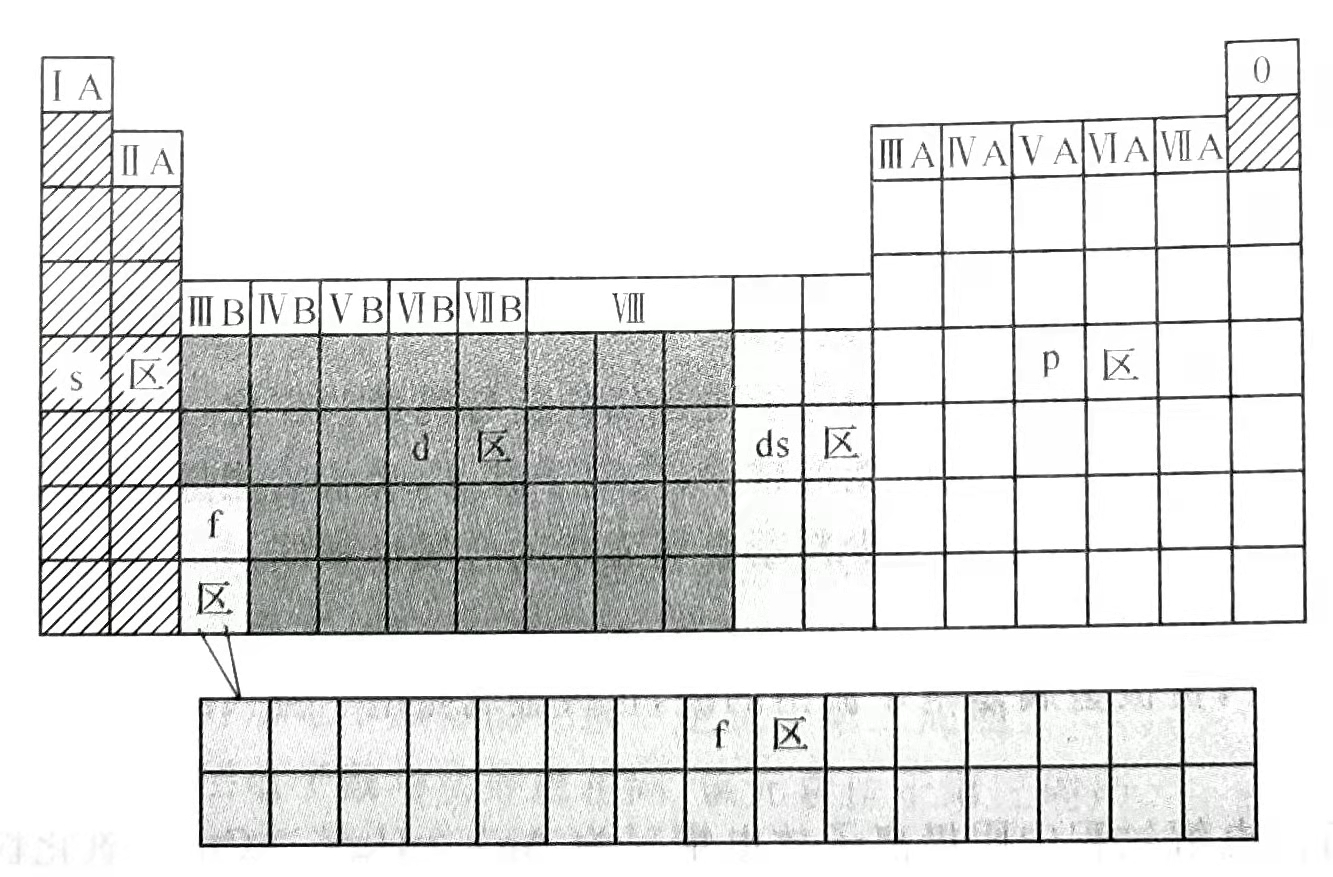 ⅠA 0
ⅡA ⅢA ⅣA ⅤA ⅥA ⅦA
ⅢB ⅣB ⅤB ⅥB ⅦB Ⅷ
s 区 p 区
d 区 ds 区
f
区
f 区